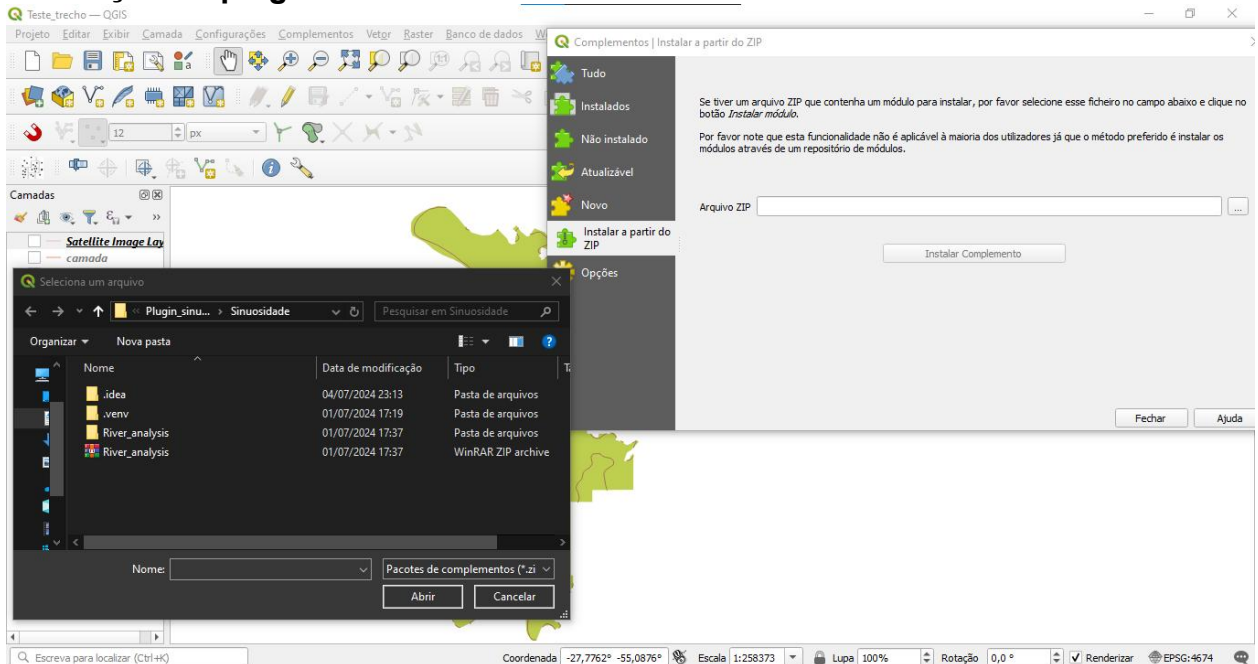 Teste_trecho — QGIS
Projeto Editar Exibir Camada Configurações Complementos Vetor Raster Banco de dados
12 px
Camadas
Satellite Image Lay
camada
Complementos | Instalar a partir do ZIP
Tudo
Instalados
Não instalado
Atualizável
Novo
Instalar a partir do
ZIP
Opções
Se tiver um arquivo ZIP que contenha um módulo para instalar, por favor selecione esse ficheiro no campo abaixo e clique no
botão Instalar módulo.
Por favor note que esta funcionalidade não é aplicável à maioria dos utilizadores já que o método preferido é instalar os
módulos através de um repositório de módulos.
Arquivo ZIP ...
Instalar Complemento
Fechar Ajuda
Seleciona um arquivo
« Plugin_sinu... › Sinuosidade Pesquisar em Sinuosidade
Organizar Nova pasta
Nome Data de modificação Tipo
.idea 04/07/2024 23:13 Pasta de arquivos
.venv 01/07/2024 17:19 Pasta de arquivos
River_analysis 01/07/2024 17:37 Pasta de arquivos
River_analysis 01/07/2024 17:37 WinRAR ZIP archive
Nome: Pacotes de complementos (*.zi
Abrir Cancelar
Escreva para localizar (Ctrl+K) Coordenada -27,7762° -55,0876° Escala 1:258373 Lupa 100% Rotação 0,0 ° Renderizar EPSG:4674